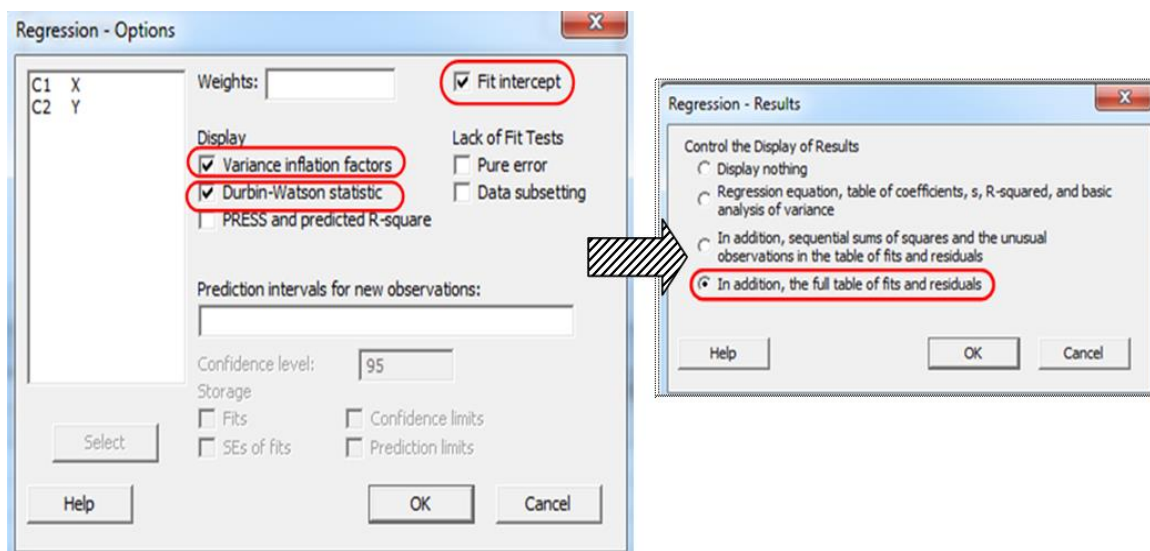 Regression - Options
X
C1 X
C2 Y
Weights:
Fit intercept
Display
Variance inflation factors
Durbin-Watson statistic
PRESS and predicted R-square
Lack of Fit Tests
Pure error
Data subsetting
Prediction intervals for new observations:
Confidence level:
95
Storage
Fits
Confidence limits
SEs of fits
Prediction limits
Select
Help
OK
Cancel
Regression - Results
X
Control the Display of Results
Display nothing
Regression equation, table of coefficients, s, R-squared, and basic
analysis of variance
In addition, sequential sums of squares and the unusual
observations in the table of fits and residuals
In addition, the full table of fits and residuals
Help
OK
Cancel